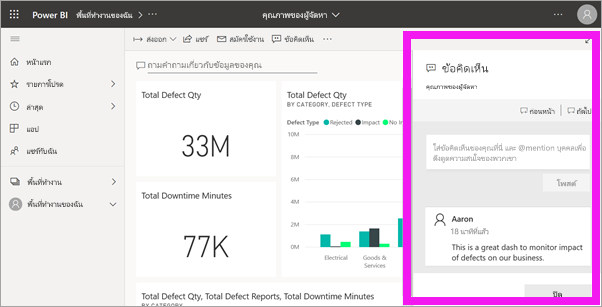 Power BI พื้นที่ทำงานของฉัน
คุณภาพของผู้จัดหา
หน้าแรก
รายการโปรด
ล่าสุด
แอป
แชร์กับฉัน
พื้นที่ทำงาน
พื้นที่ทำงานของฉัน
ส่งออก แชร์ สมัครใช้งาน ข้อคิดเห็น
ถามคำถามเกี่ยวกับข้อมูลของคุณ
Total Defect Qty
33M
Total Downtime Minutes
77K
Total Defect Qty
BY CATEGORY, DEFECT TYPE
Defect Type Rejected Impact No In
10M
8M
6M
4M
2M
0M
Electrical
Goods &
Services
Total Defect Qty, Total Defect Reports, Total Downtime Minutes
BY CATEGORY
ข้อคิดเห็น
คุณภาพของผู้จัดหา
ก่อนหน้า ถัดไป
ใส่ข้อคิดเห็นของคุณที่นี่ และ @mention บุคคลเพื่อ
ดึงดูดความสนใจของพวกเขา
โพสต์
Aaron
18 นาทีที่แล้ว
This is a great dash to monitor impact
of defects on our business.
ปิด